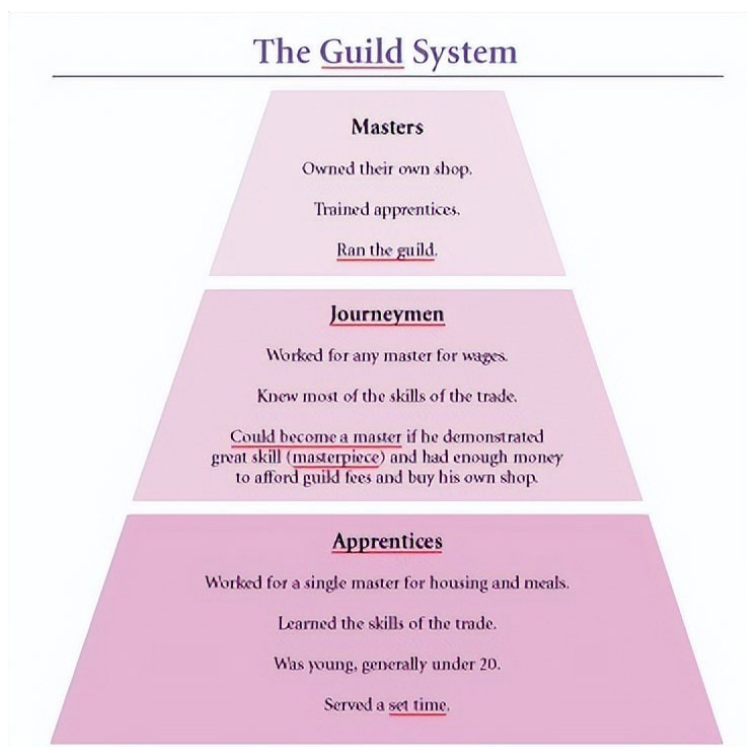 The Guild System
Masters
Owned their own shop.
Trained apprentices.
Ran the guild.
Journeymen
Worked for any master for wages.
Knew most of the skills of the trade.
Could become a master if he demonstrated
great skill (masterpiece) and had enough money
to afford guild fees and buy his own shop.
Apprentices
Worked for a single master for housing and meals.
Learned the skills of the trade.
Was young, generally under 20.
Served a set time.